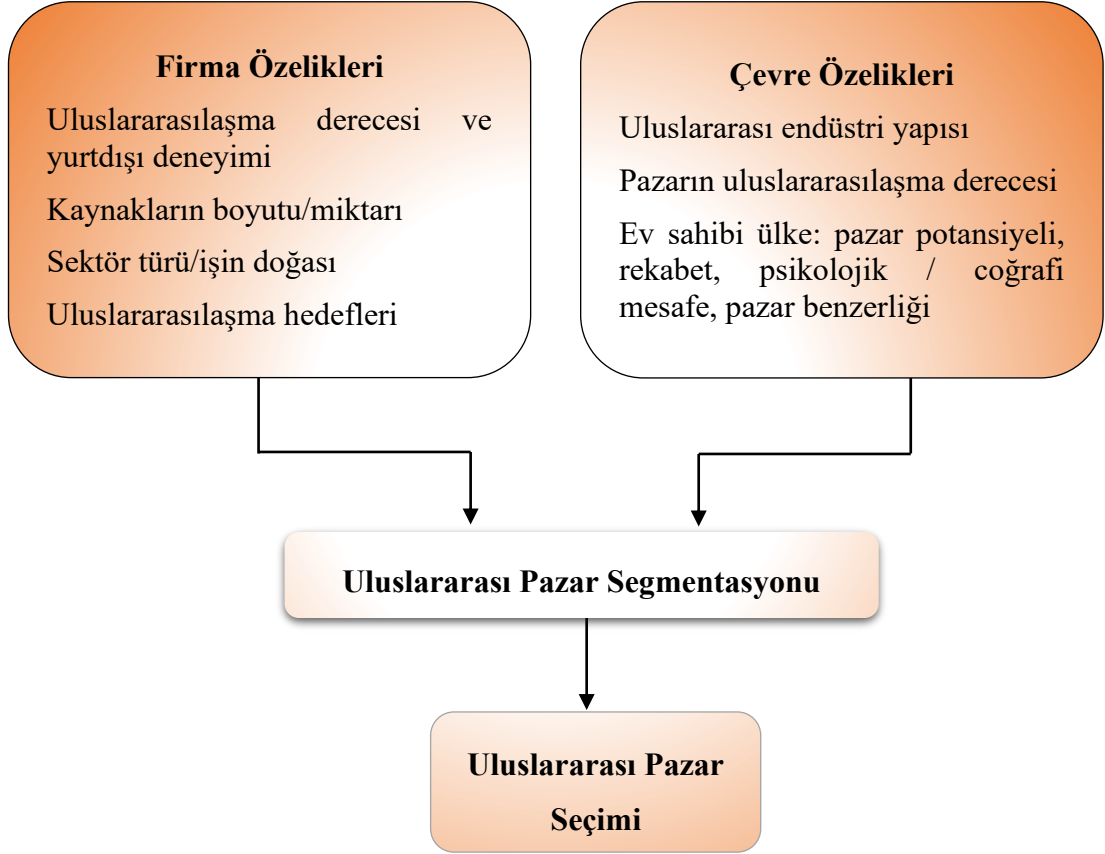 Firma Özelikleri
Uluslararasılaşma derecesi ve
yurtdışı deneyimi
Kaynakların boyutu/miktarı
Sektör türü/işin doğası
Uluslararasılaşma hedefleri
Çevre Özelikleri
Uluslararası endüstri yapısı
Pazarın uluslararasılaşma derecesi
Ev sahibi ülke: pazar potansiyeli,
rekabet, psikolojik / coğrafi
mesafe, pazar benzerliği
Uluslararası Pazar Segmentasyonu
Uluslararası Pazar
Seçimi